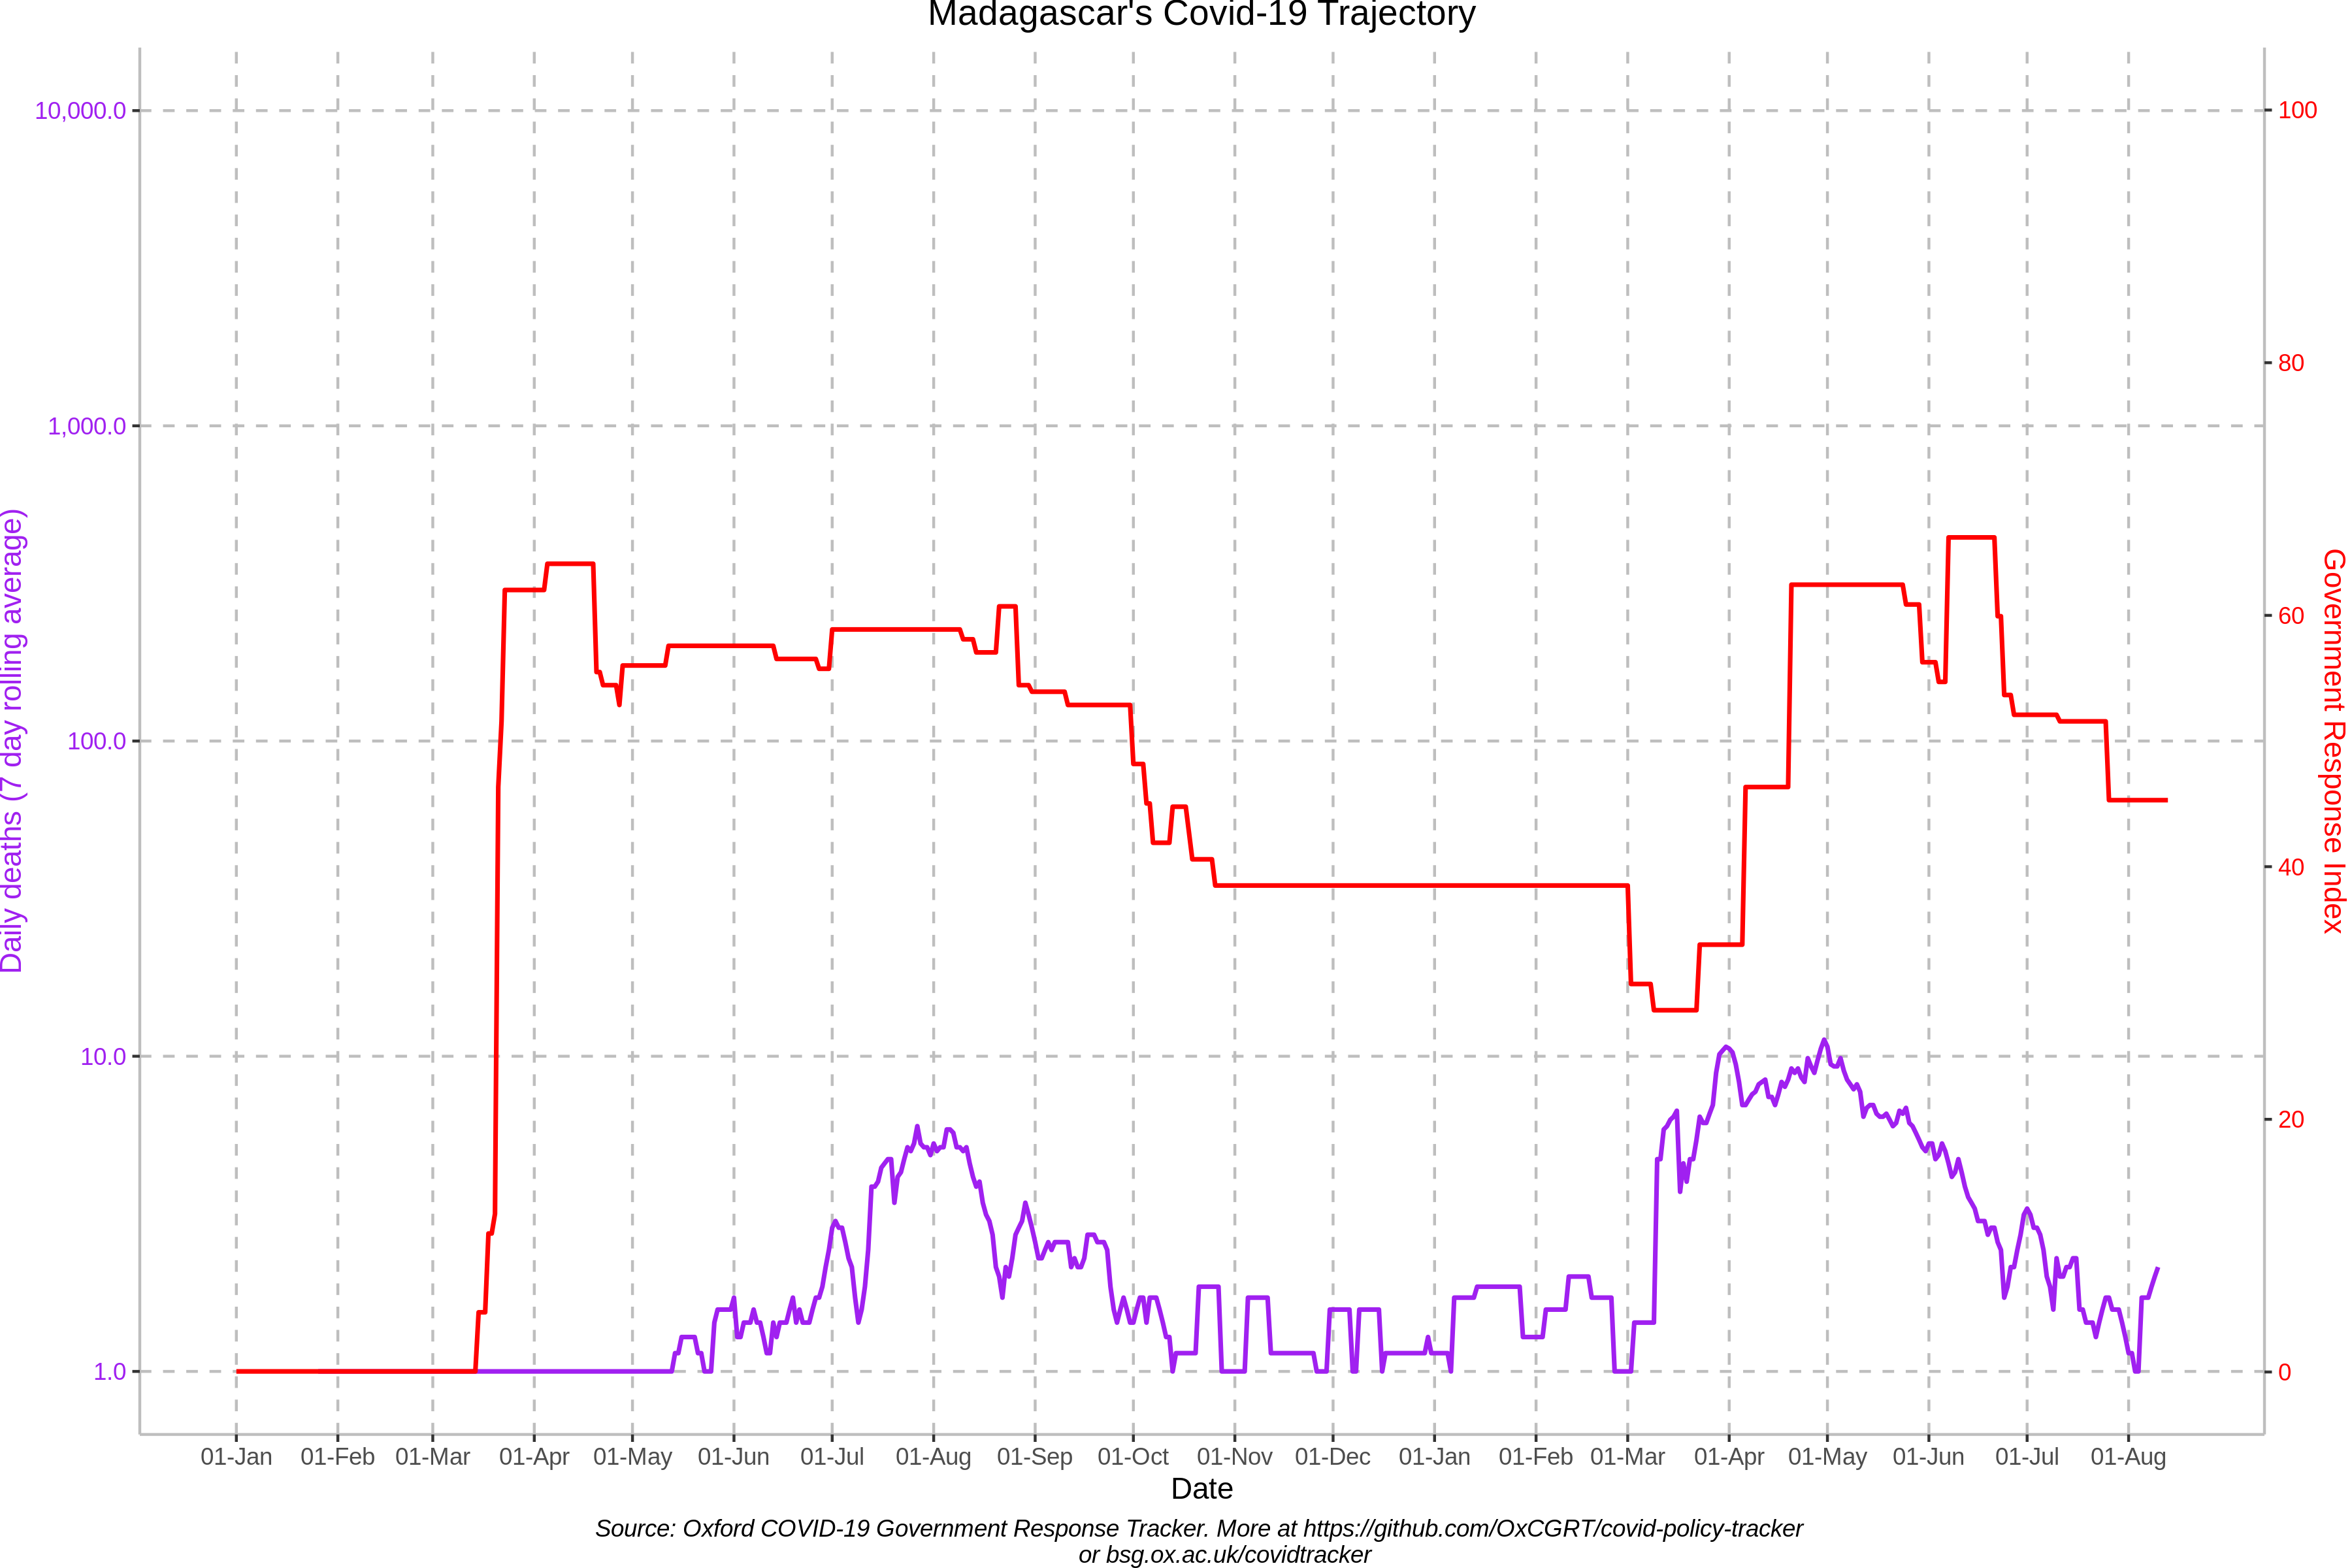 Madagascar's Covid-19 Trajectory
10,000.0
1,000.0
100.0
10.0
1.0
Daily deaths (7 day rolling average)
100
80
60
40
20
0
Government Response Index
01-Jan 01-Feb 01-Mar 01-Apr 01-May 01-Jun 01-Jul 01-Aug 01-Sep 01-Oct 01-Nov 01-Dec 01-Jan 01-Feb 01-Mar 01-Apr 01-May 01-Jun 01-Jul 01-Aug
Date
Source: Oxford COVID-19 Government Response Tracker. More at https://github.com/OxCGRT/covid-policy-tracker
or bsg.ox.ac.uk/covidtracker